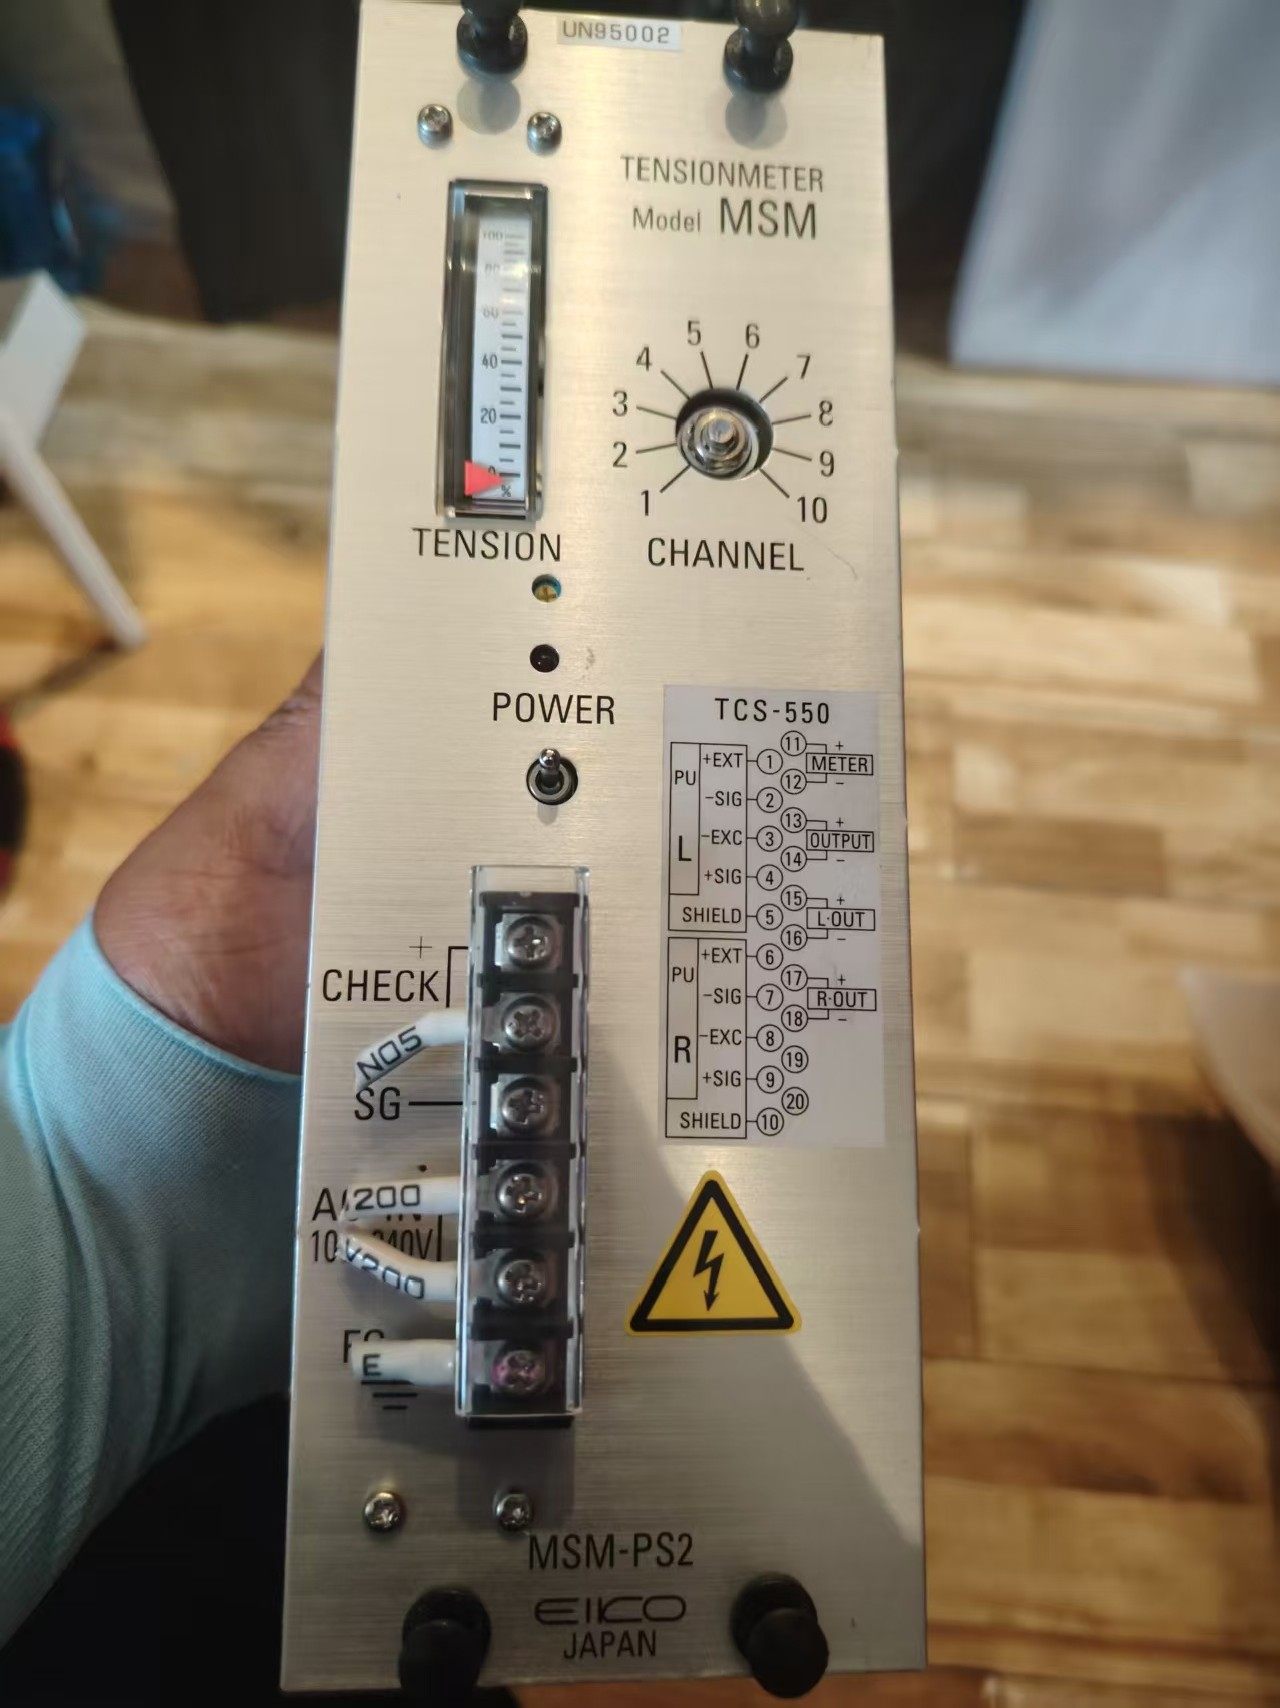 UN95002
TENSIONMETER
Model MSM
100
80
60
40
20
0
%
TENSION
1
2
3
4
5
6
7
8
9
10
CHANNEL
POWER
TCS-550
PU L
+EXT 1
-SIG 2
-EXC 3
+SIG 4
SHIELD 5
PU R
+EXT 6
-SIG 7
-EXC 8
+SIG 9
SHIELD 10
11 + METER
12 -
13 + OUTPUT
14 -
15 + L·OUT
16 -
17 + R·OUT
18 -
19
20
+
CHECK
N05
SG
200
V200
E
MSM-PS2
EIKO
JAPAN